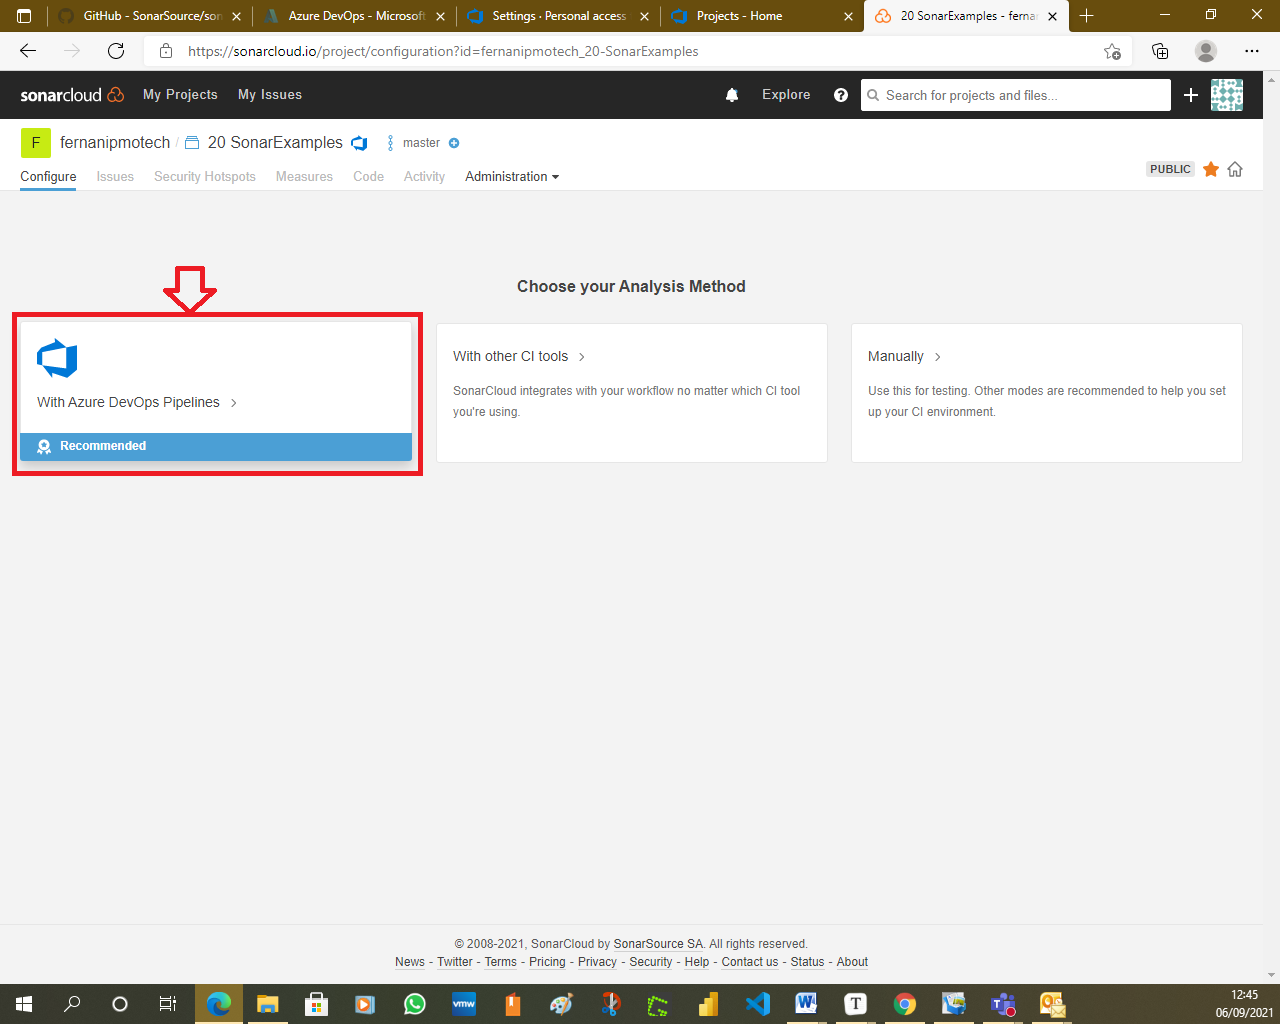 GitHub - SonarSource/son
Azure DevOps - Microsoft
Settings · Personal access
Projects - Home
20 SonarExamples - fernan
https://sonarcloud.io/project/configuration?id=fernanipmotech_20-SonarExamples
sonarcloud
My Projects
My Issues
Explore
Search for projects and files...
F
fernanipmotech / 20 SonarExamples
master
Configure
Issues
Security Hotspots
Measures
Code
Activity
Administration
PUBLIC
Choose your Analysis Method
With Azure DevOps Pipelines
Recommended
With other CI tools
SonarCloud integrates with your workflow no matter which CI tool
you're using.
Manually
Use this for testing. Other modes are recommended to help you set
up your CI environment.
© 2008-2021, SonarCloud by SonarSource SA. All rights reserved.
News - Twitter - Terms - Pricing - Privacy - Security - Help - Contact us - Status - About
vmw
12:45
06/09/2021